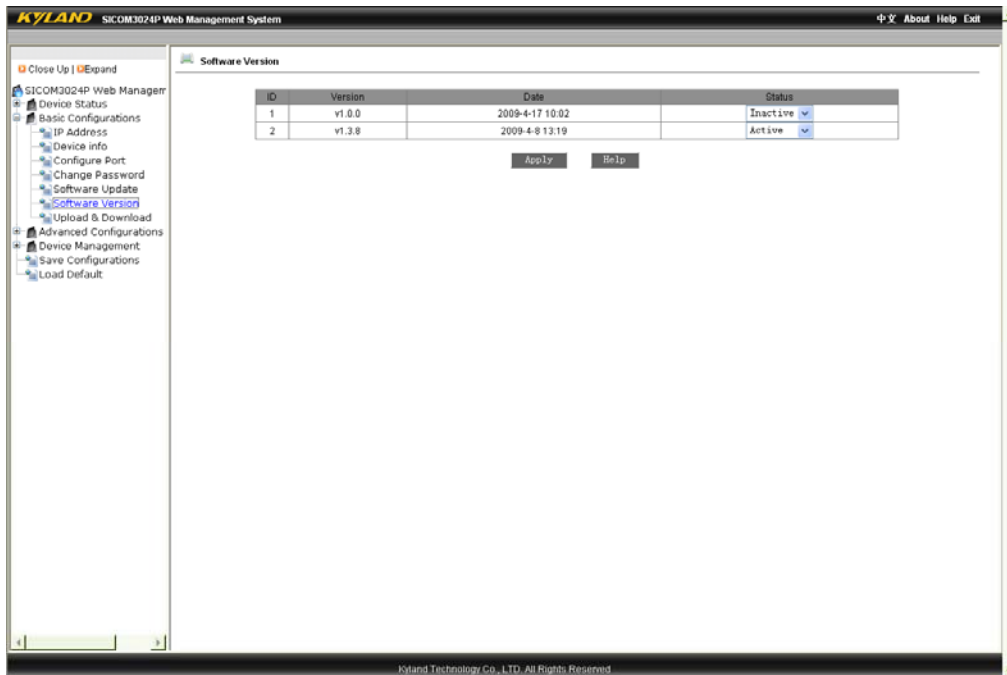 KYLAND SICOM3024P Web Management System 中文 About Help Exit
Close Up | Expand
Software Version
SICOM3024P Web Managem
Device Status
Basic Configurations
IP Address
Device info
Configure Port
Change Password
Software Update
Software Version
Upload & Download
Advanced Configurations
Device Management
Save Configurations
Load Default
ID Version Date Status
1 v1.0.0 2009-4-17 10:02 Inactive
2 v1.3.8 2009-4-8 13:19 Active
Apply Help
Kyland Technology Co., LTD. All Rights Reserved